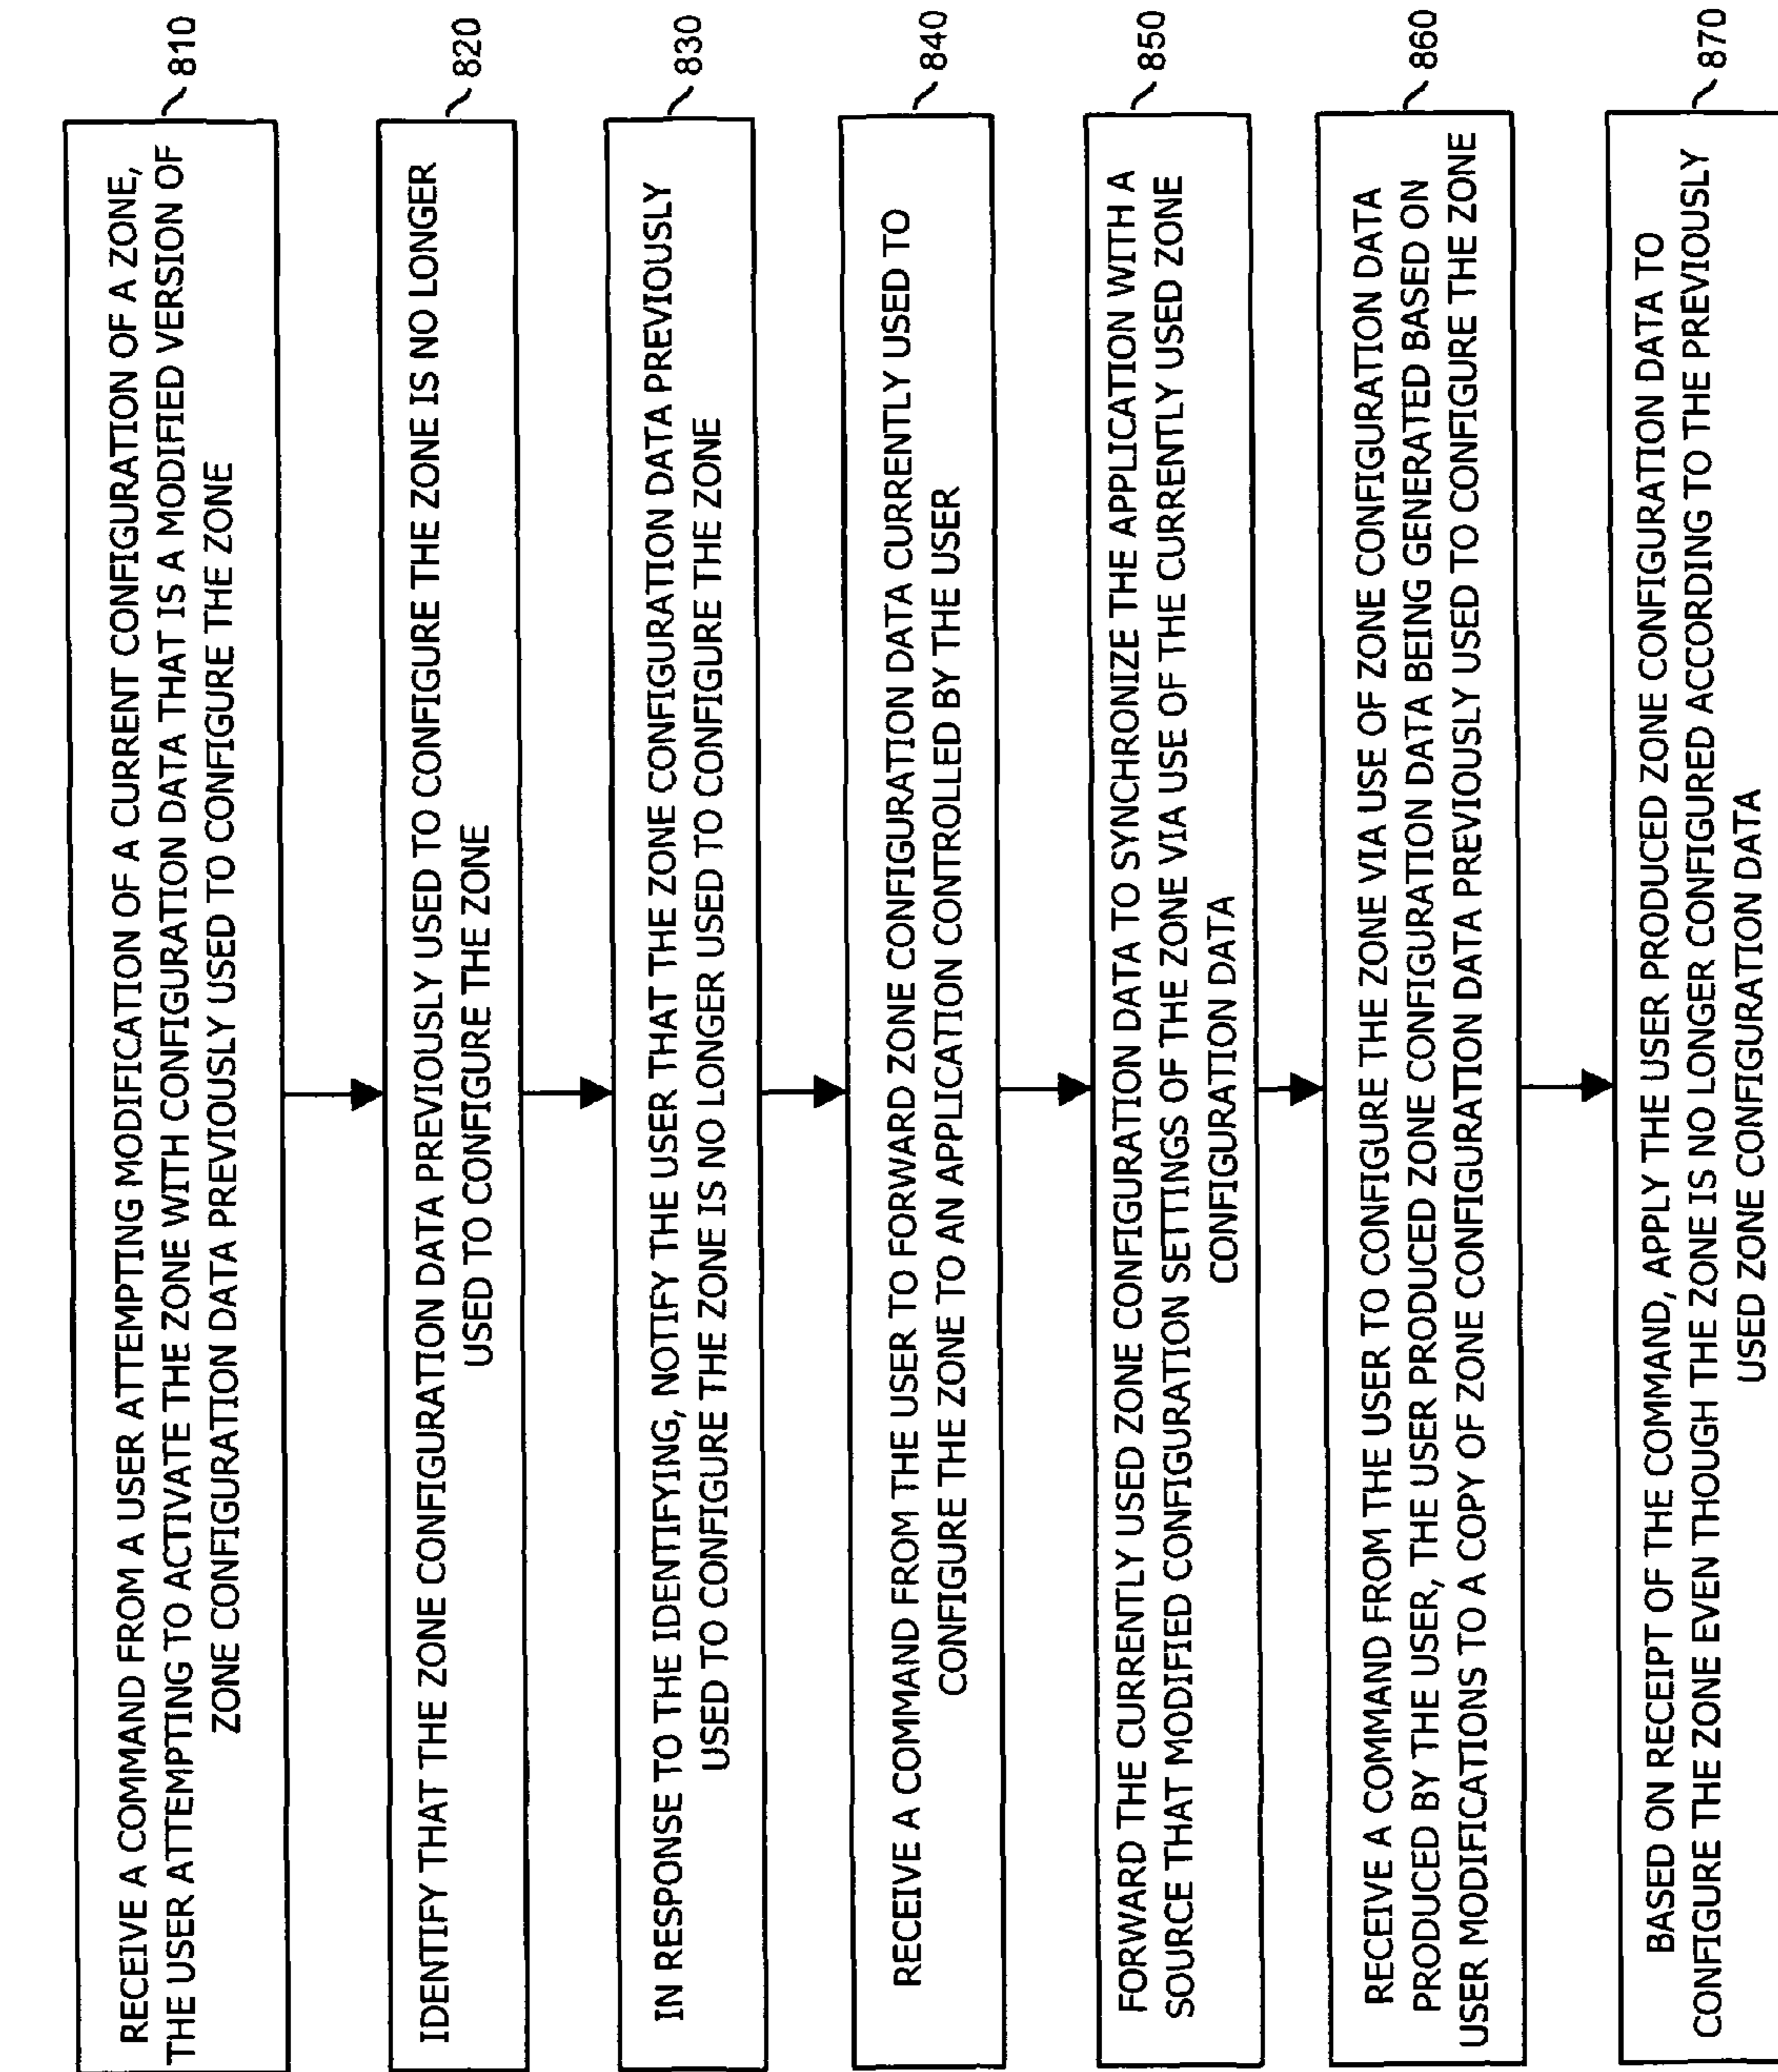 RECEIVE A COMMAND FROM A USER ATTEMPTING MODIFICATION OF A CURRENT CONFIGURATION OF A ZONE,
THE USER ATTEMPTING TO ACTIVATE THE ZONE WITH CONFIGURATION DATA THAT IS A MODIFIED VERSION OF
ZONE CONFIGURATION DATA PREVIOUSLY USED TO CONFIGURE THE ZONE
810
IDENTIFY THAT THE ZONE CONFIGURATION DATA PREVIOUSLY USED TO CONFIGURE THE ZONE IS NO LONGER
USED TO CONFIGURE THE ZONE
820
IN RESPONSE TO THE IDENTIFYING, NOTIFY THE USER THAT THE ZONE CONFIGURATION DATA PREVIOUSLY
USED TO CONFIGURE THE ZONE IS NO LONGER USED TO CONFIGURE THE ZONE
830
RECEIVE A COMMAND FROM THE USER TO FORWARD ZONE CONFIGURATION DATA CURRENTLY USED TO
CONFIGURE THE ZONE TO AN APPLICATION CONTROLLED BY THE USER
840
FORWARD THE CURRENTLY USED ZONE CONFIGURATION DATA TO SYNCHRONIZE THE APPLICATION WITH A
SOURCE THAT MODIFIED CONFIGURATION SETTINGS OF THE ZONE VIA USE OF THE CURRENTLY USED ZONE
CONFIGURATION DATA
850
RECEIVE A COMMAND FROM THE USER TO CONFIGURE THE ZONE VIA USE OF ZONE CONFIGURATION DATA
PRODUCED BY THE USER, THE USER PRODUCED ZONE CONFIGURATION DATA BEING GENERATED BASED ON
USER MODIFICATIONS TO A COPY OF ZONE CONFIGURATION DATA PREVIOUSLY USED TO CONFIGURE THE ZONE
860
BASED ON RECEIPT OF THE COMMAND, APPLY THE USER PRODUCED ZONE CONFIGURATION DATA TO
CONFIGURE THE ZONE EVEN THOUGH THE ZONE IS NO LONGER CONFIGURED ACCORDING TO THE PREVIOUSLY
USED ZONE CONFIGURATION DATA
870